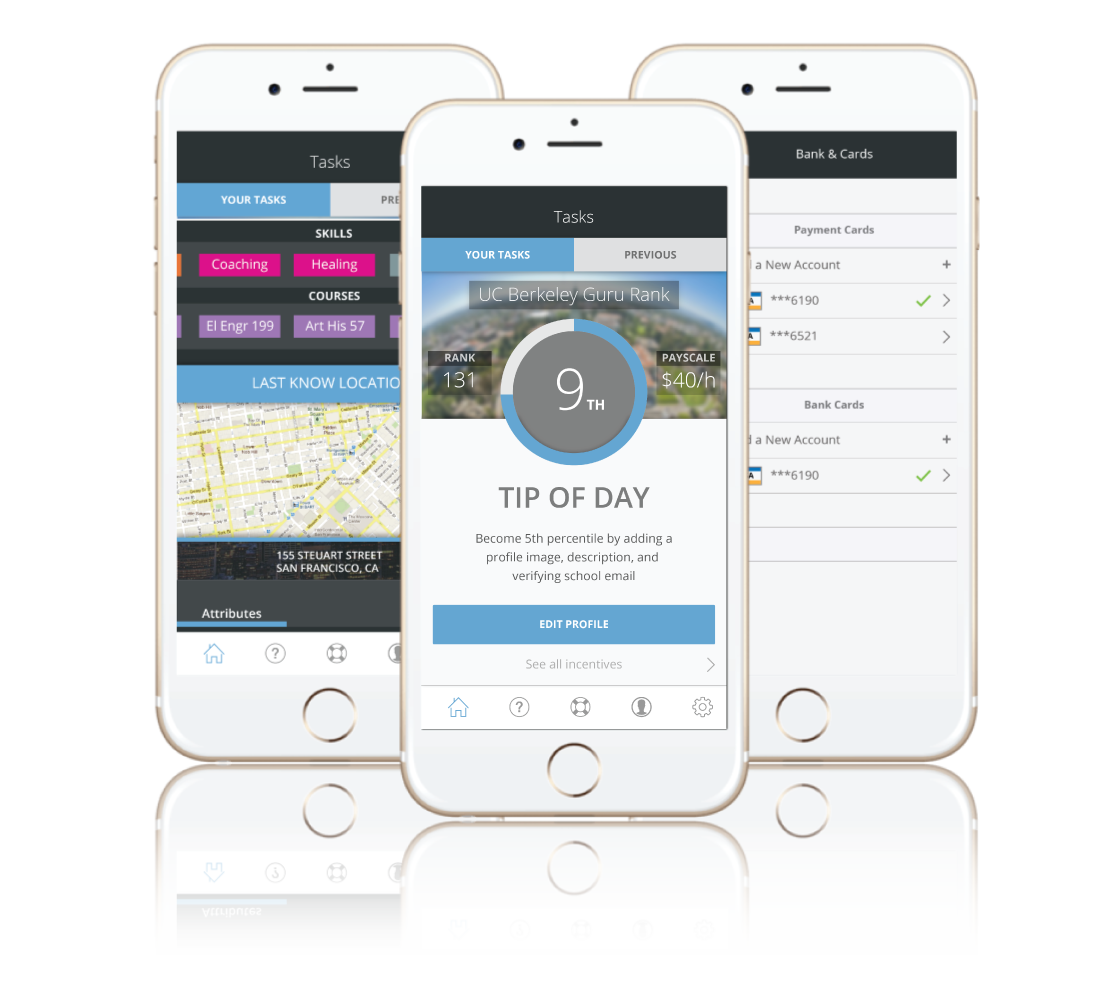 Tasks
YOUR TASKS
PRE
SKILLS
Coaching
Healing
COURSES
El Engr 199
Art His 57
LAST KNOW LOCATIO
155 STEUART STREET
SAN FRANCISCO, CA
Attributes
Tasks
YOUR TASKS
PREVIOUS
UC Berkeley Guru Rank
RANK
131
9TH
PAYSCALE
$40/h
TIP OF DAY
Become 5th percentile by adding a
profile image, description, and
verifying school email
EDIT PROFILE
See all incentives
Bank & Cards
Payment Cards
a New Account +
***6190
***6521
Bank Cards
a New Account +
***6190